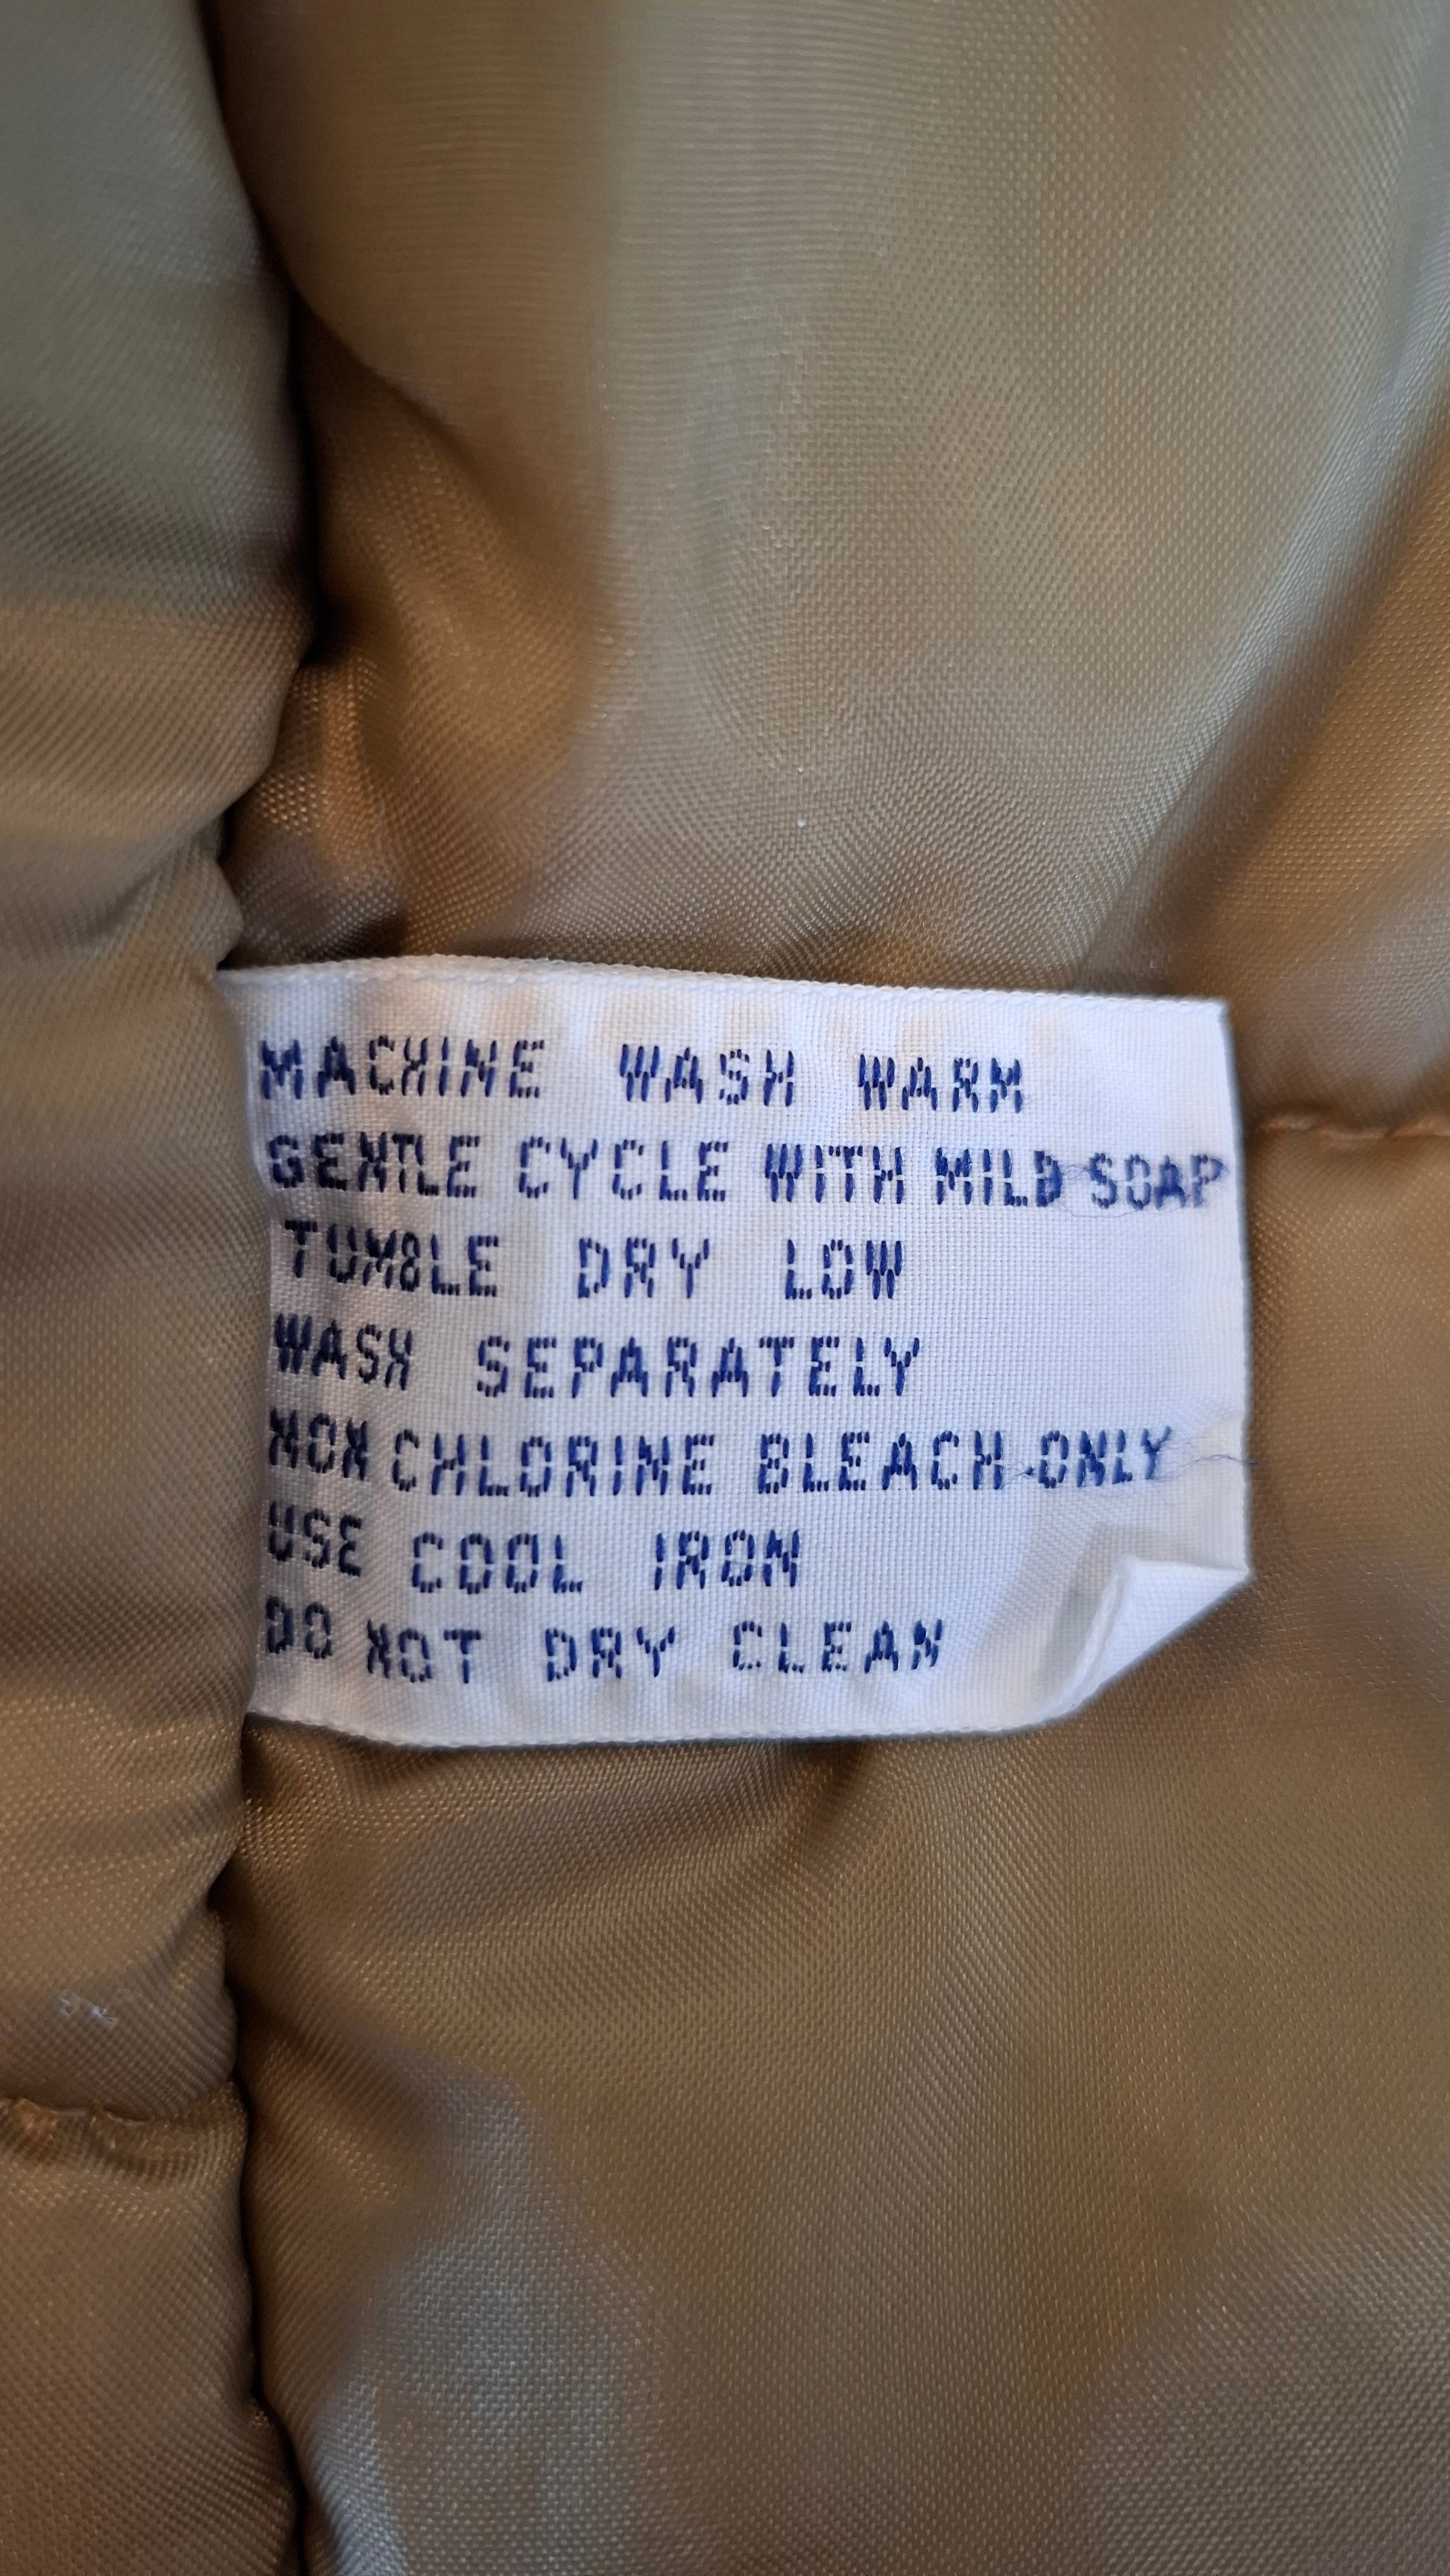 MACHINE WASH WARM
GENTLE CYCLE WITH MILD SOAP
TUMBLE DRY LOW
WASH SEPARATELY
NON CHLORINE BLEACH ONLY
USE COOL IRON
DO NOT DRY CLEAN